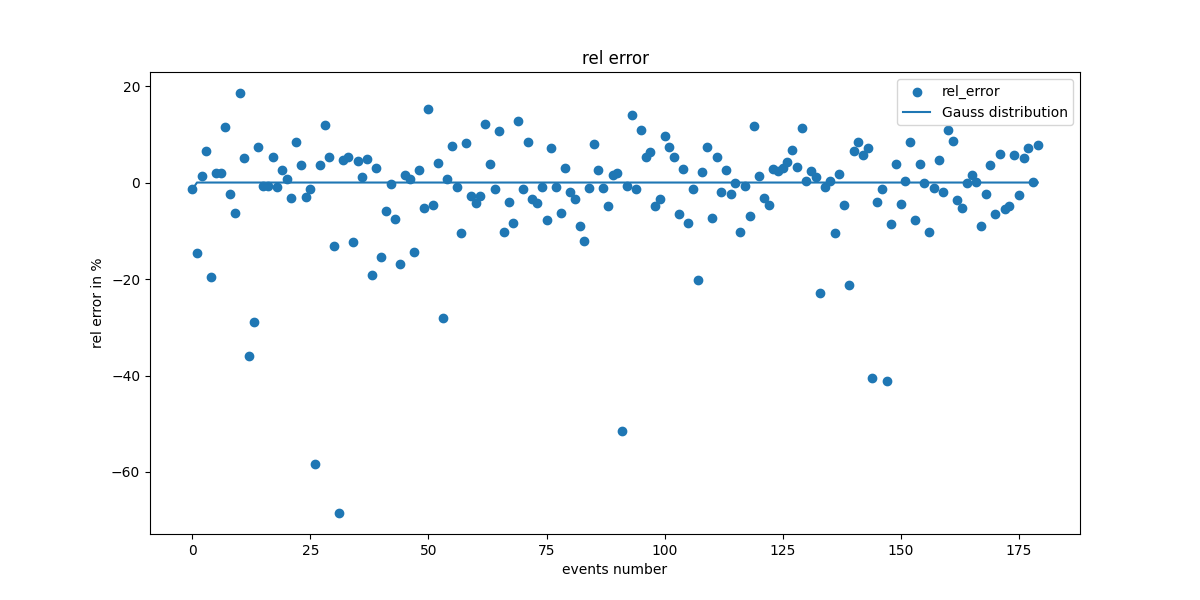 rel error
rel_error
Gauss distribution
20
0
−20
−40
−60
rel error in %
0 25 50 75 100 125 150 175
events number